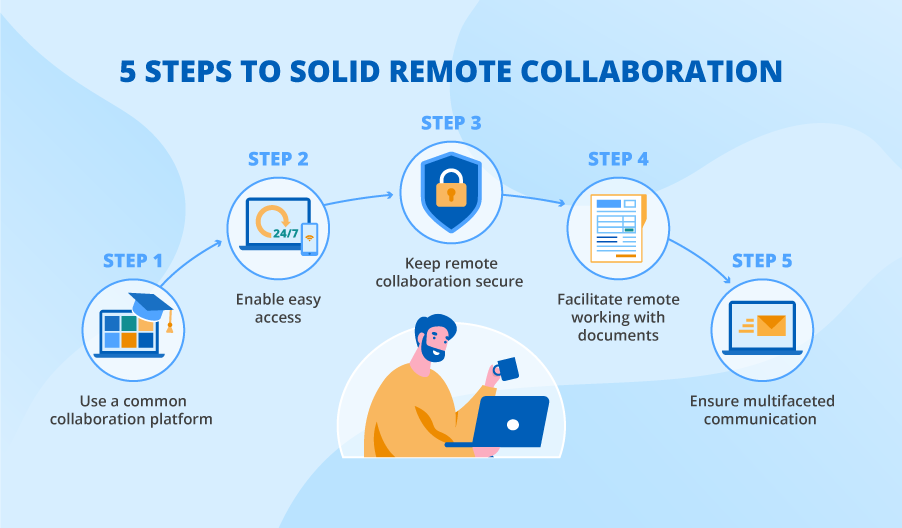 5 STEPS TO SOLID REMOTE COLLABORATION
STEP 1
Use a common
collaboration platform
STEP 2
24/7
Enable easy
access
STEP 3
Keep remote
collaboration secure
STEP 4
Facilitate remote
working with
documents
STEP 5
Ensure multifaceted
communication